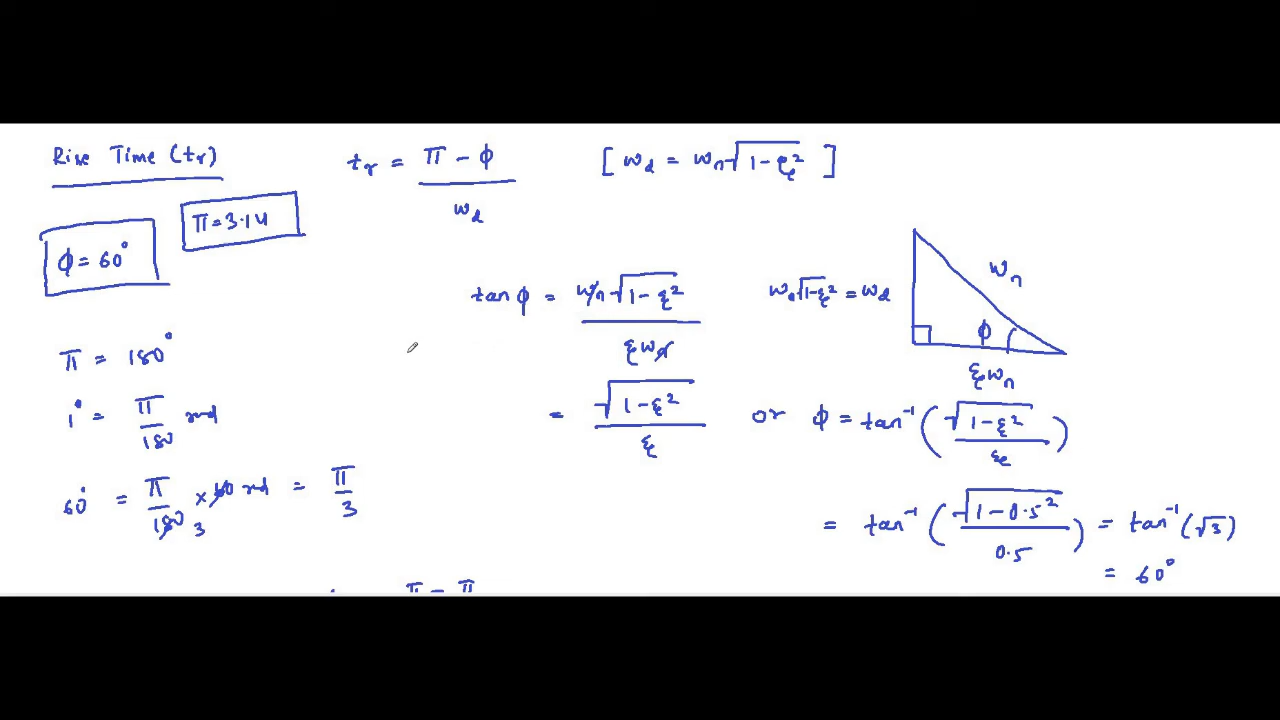 Rise Time (tr)
tr = π - ϕ / ωd
[ωd = ωn √(1-ξ²)]
π = 3.14
ϕ = 60°
tan ϕ = ωn √(1-ξ²) / ξωn
ωn√(1-ξ²) = ωd
ωn
ϕ
ξωn
π = 180°
1° = π/180 rad
= √(1-ξ²) / ξ or ϕ = tan⁻¹ (√(1-ξ²) / ξ)
60° = π/180 × 60 rad = π/3
3
= tan⁻¹ (√(1-0.5²) / 0.5) = tan⁻¹ (√3)
= 60°
π - π